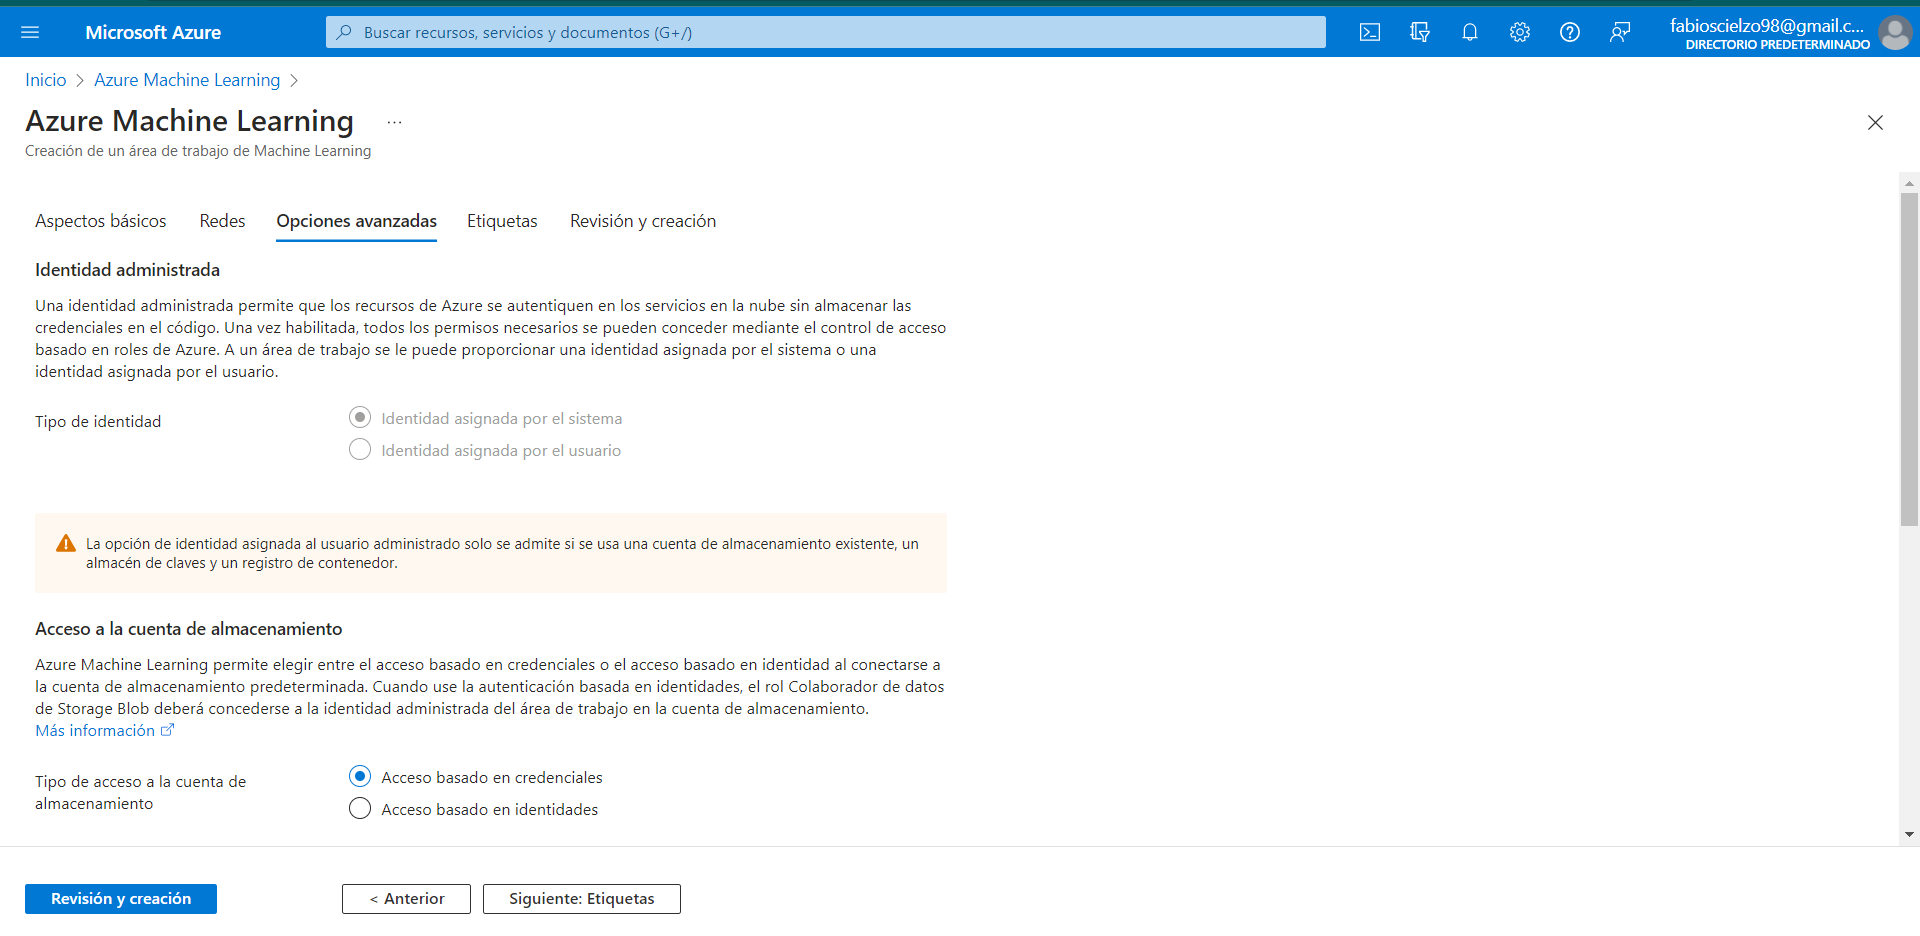 Microsoft Azure
Buscar recursos, servicios y documentos (G+/)
fabioscielzo98@gmail.c...
DIRECTORIO PREDETERMINADO
Inicio > Azure Machine Learning >
Azure Machine Learning ...
Creación de un área de trabajo de Machine Learning
Aspectos básicos Redes Opciones avanzadas Etiquetas Revisión y creación
Identidad administrada
Una identidad administrada permite que los recursos de Azure se autentiquen en los servicios en la nube sin almacenar las
credenciales en el código. Una vez habilitada, todos los permisos necesarios se pueden conceder mediante el control de acceso
basado en roles de Azure. A un área de trabajo se le puede proporcionar una identidad asignada por el sistema o una
identidad asignada por el usuario.
Tipo de identidad
Identidad asignada por el sistema
Identidad asignada por el usuario
La opción de identidad asignada al usuario administrado solo se admite si se usa una cuenta de almacenamiento existente, un
almacén de claves y un registro de contenedor.
Acceso a la cuenta de almacenamiento
Azure Machine Learning permite elegir entre el acceso basado en credenciales o el acceso basado en identidad al conectarse a
la cuenta de almacenamiento predeterminada. Cuando use la autenticación basada en identidades, el rol Colaborador de datos
de Storage Blob deberá concederse a la identidad administrada del área de trabajo en la cuenta de almacenamiento.
Más información
Tipo de acceso a la cuenta de
almacenamiento
Acceso basado en credenciales
Acceso basado en identidades
Revisión y creación
< Anterior
Siguiente: Etiquetas